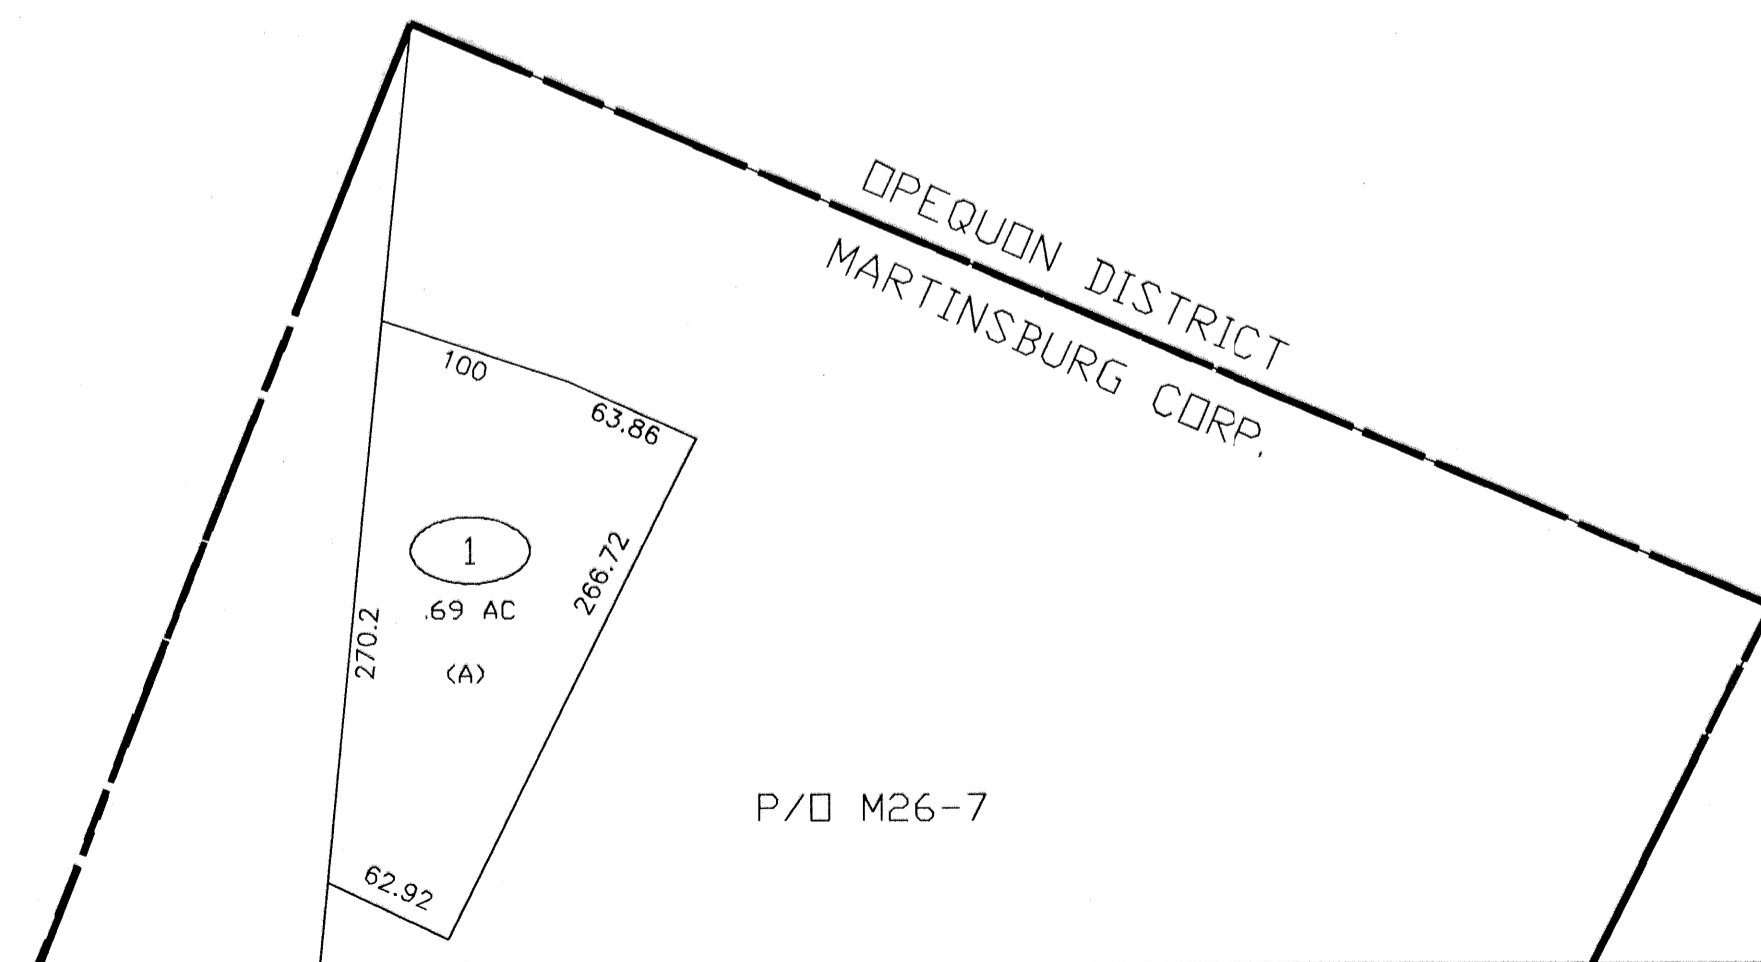 OPEQUON DISTRICT
MARTINSBURG CORP.
100
63.86
1
266.72
.69 AC
270.2
(A)
P/O M26-7
62.92